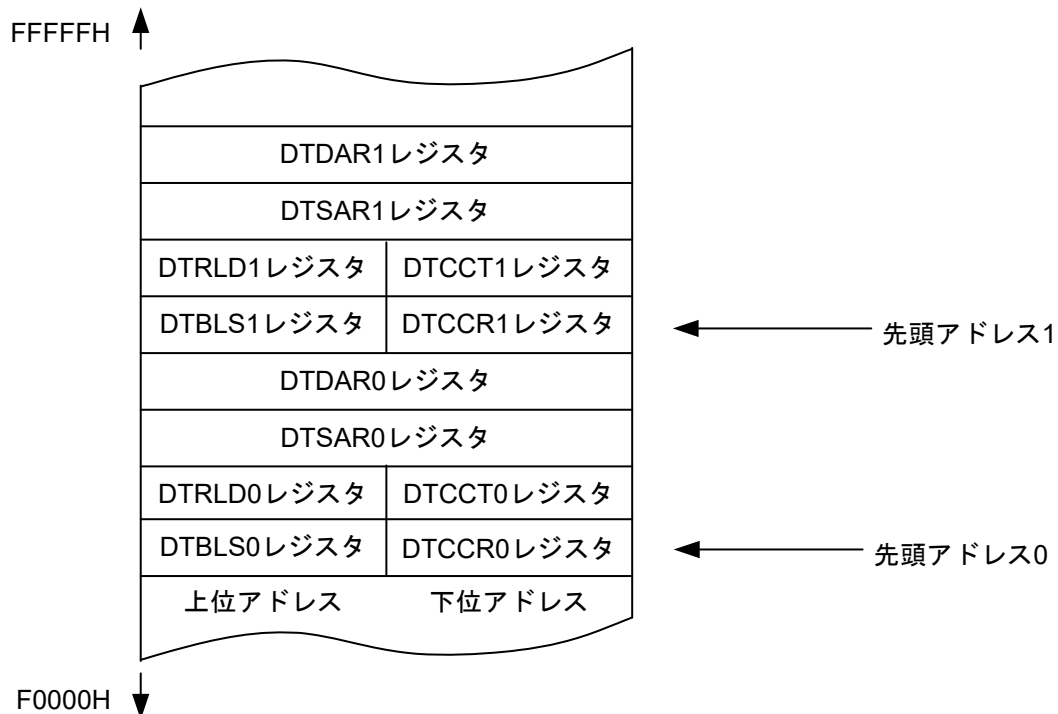 FFFFFH
DTDAR1レジスタ
DTSAR1レジスタ
DTRLD1レジスタ DTCCT1レジスタ
DTBLS1レジスタ DTCCR1レジスタ 先頭アドレス1
DTDAR0レジスタ
DTSAR0レジスタ
DTRLD0レジスタ DTCCT0レジスタ
DTBLS0レジスタ DTCCR0レジスタ 先頭アドレス0
上位アドレス 下位アドレス
F0000H